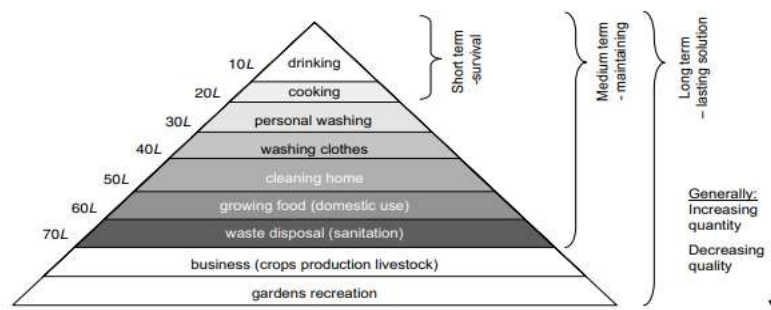 10L
drinking
20L
cooking
30L
personal washing
40L
washing clothes
50L
cleaning home
60L
growing food (domestic use)
70L
waste disposal (sanitation)
business (crops production livestock)
gardens recreation
Short term
-survival
Medium term
- maintaining
Long term
– lasting solution
Generally:
Increasing
quantity
Decreasing
quality